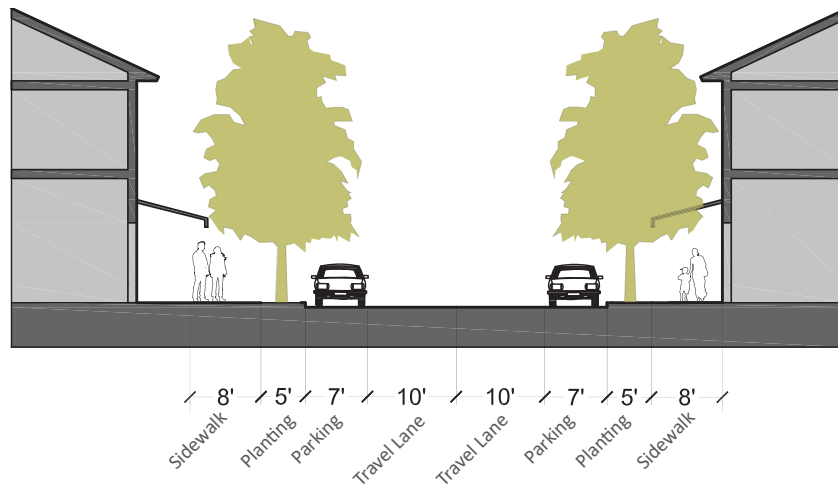 8' 5' 7' 10' 10' 7' 5' 8'
Sidewalk
Planting
Parking
Travel Lane
Travel Lane
Parking
Planting
Sidewalk